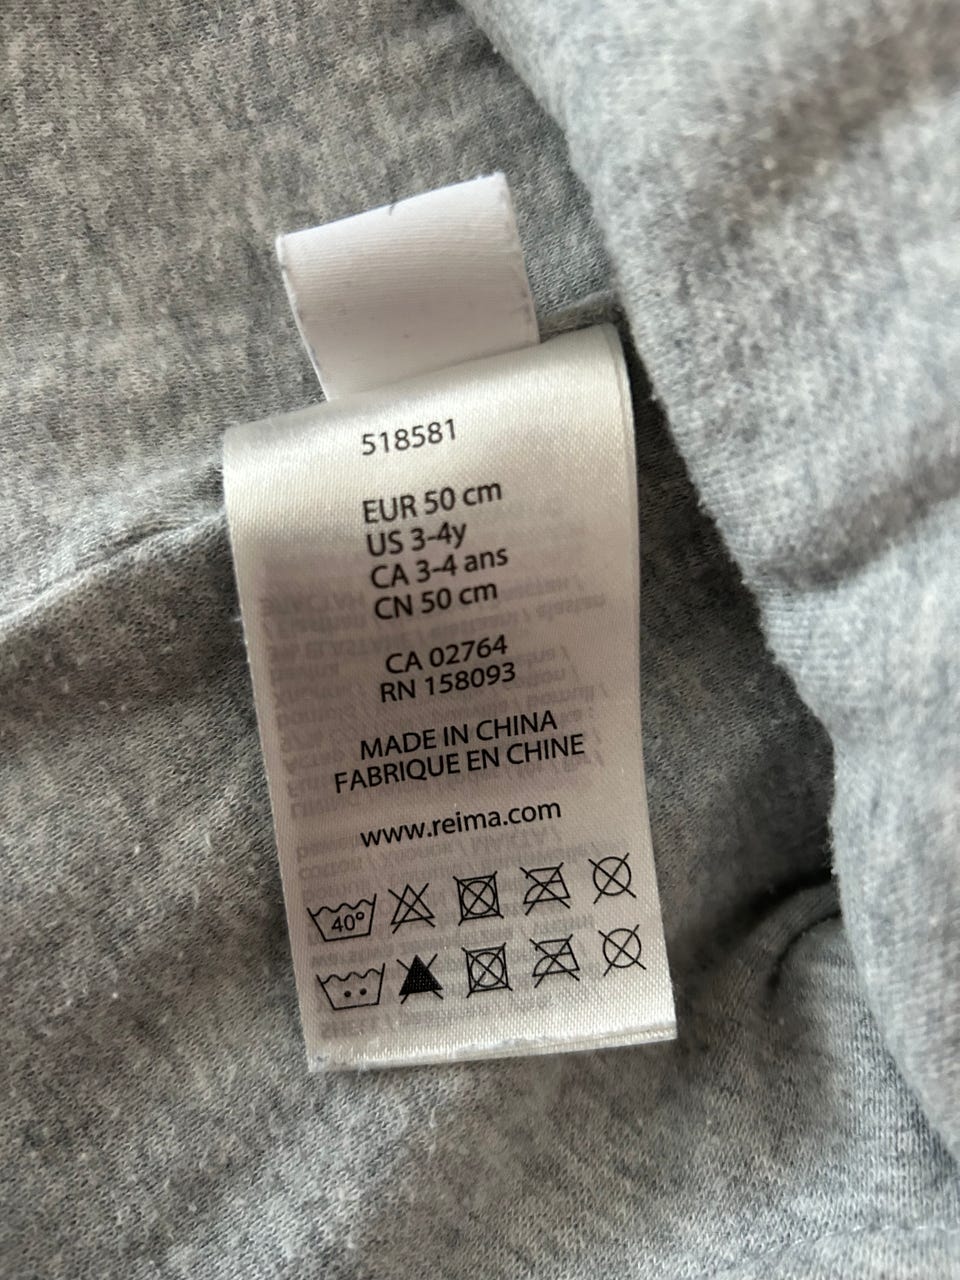 518581
EUR 50 cm
US 3-4y
CA 3-4 ans
CN 50 cm
CA 02764
RN 158093
MADE IN CHINA
FABRIQUE EN CHINE
www.reima.com
40°